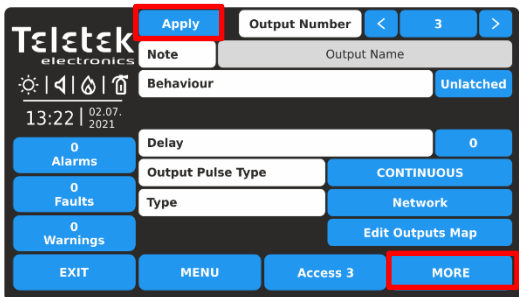 Teletek
electronics
Apply
Output Number < 3 >
Note
Output Name
Behaviour
Unlatched
13:22 02.07.
2021
0
Alarms
Delay
0
Output Pulse Type
CONTINUOUS
0
Faults
Type
Network
0
Warnings
Edit Outputs Map
EXIT
MENU
Access 3
MORE